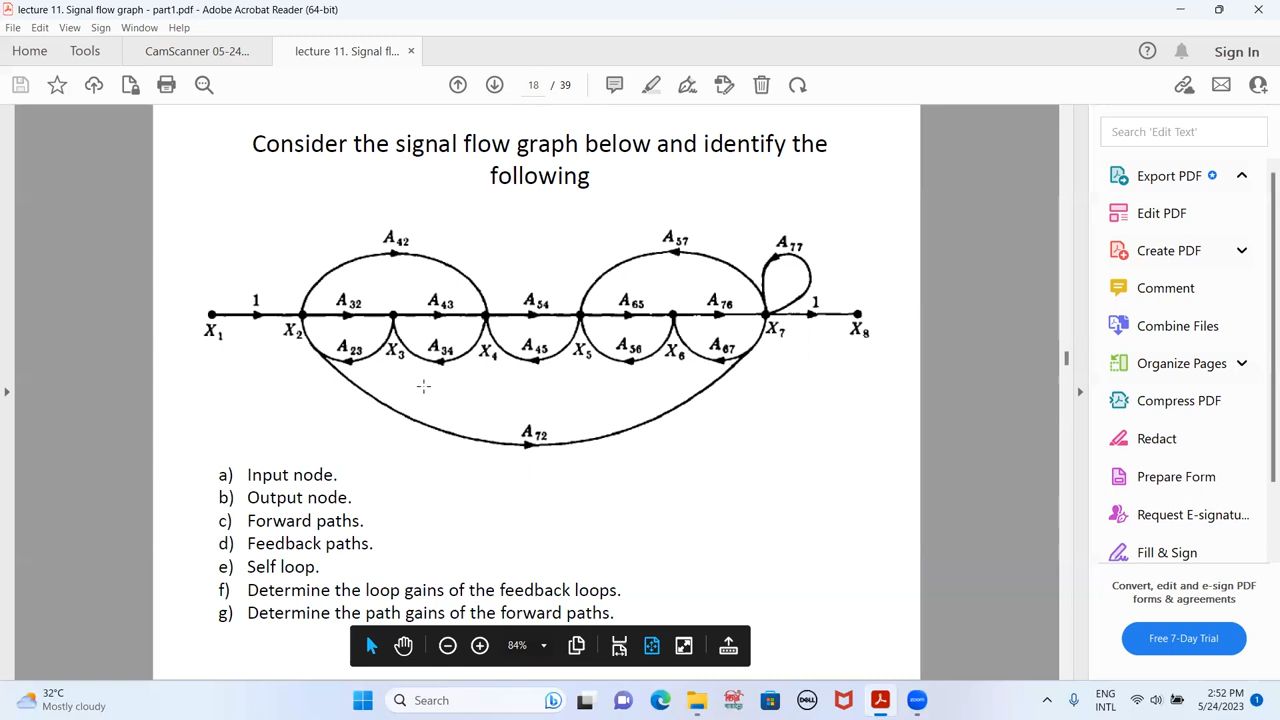 lecture 11. Signal flow graph - part1.pdf - Adobe Acrobat Reader (64-bit)
File Edit View Sign Window Help
Home Tools CamScanner 05-24... lecture 11. Signal fl... × Sign In
18 / 39
Consider the signal flow graph below and identify the
following
A42 A57 A77
1 A32 A43 A54 A65 A76 1
X1 X2 A23 X3 A34 X4 A45 X5 A56 X6 A67 X7 X8
A72
a) Input node.
b) Output node.
c) Forward paths.
d) Feedback paths.
e) Self loop.
f) Determine the loop gains of the feedback loops.
g) Determine the path gains of the forward paths.
84%
Search 'Edit Text'
Export PDF
Edit PDF
Create PDF
Comment
Combine Files
Organize Pages
Compress PDF
Redact
Prepare Form
Request E-signatu...
Fill & Sign
Convert, edit and e-sign PDF
forms & agreements
Free 7-Day Trial
32°C
Mostly cloudy
Search
DELL
zoom
ENG
INTL
2:52 PM
5/24/2023
1